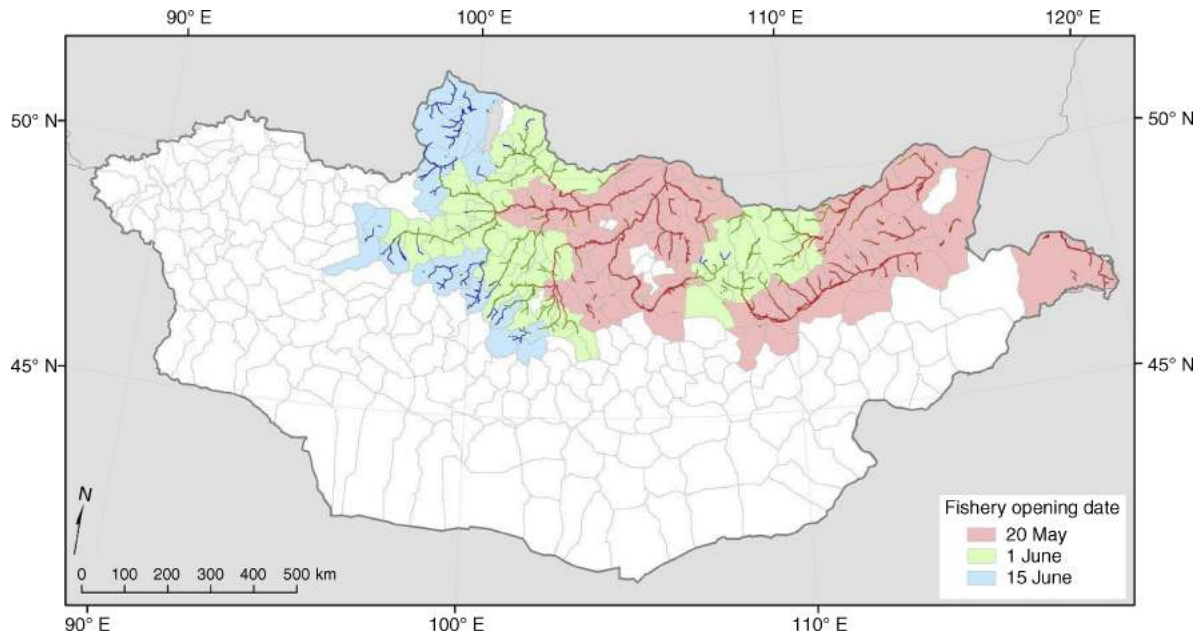 90° E 100° E 110° E 120° E
50° N 50° N
45° N 45° N
N
Fishery opening date
20 May
1 June
15 June
0 100 200 300 400 500 km
90° E 100° E 110° E